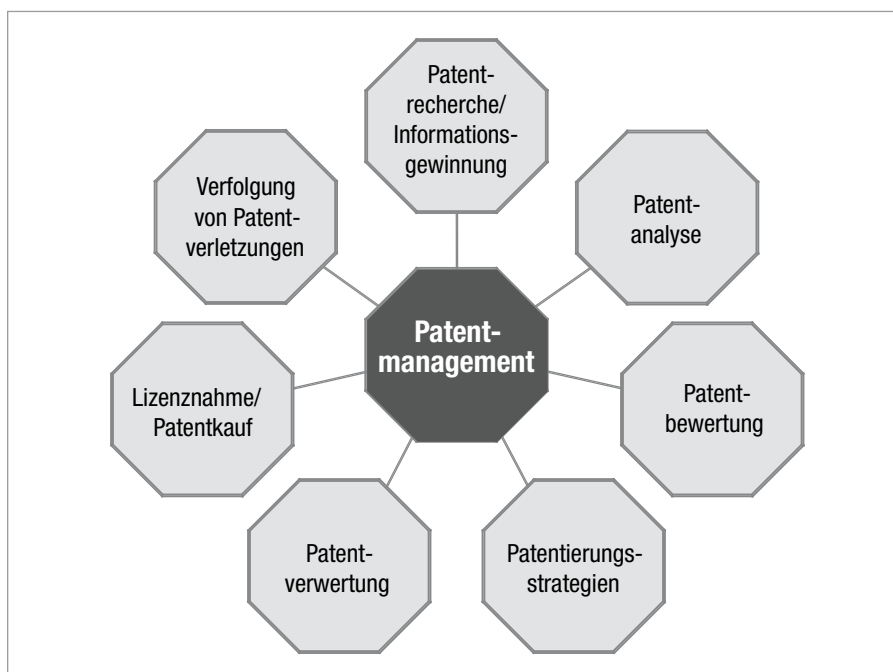 Patent-
recherche/
Informations-
gewinnung
Patent-
analyse
Patent-
bewertung
Patentierungs-
strategien
Patent-
verwertung
Lizenznahme/
Patentkauf
Verfolgung
von Patent-
verletzungen
Patent-
management